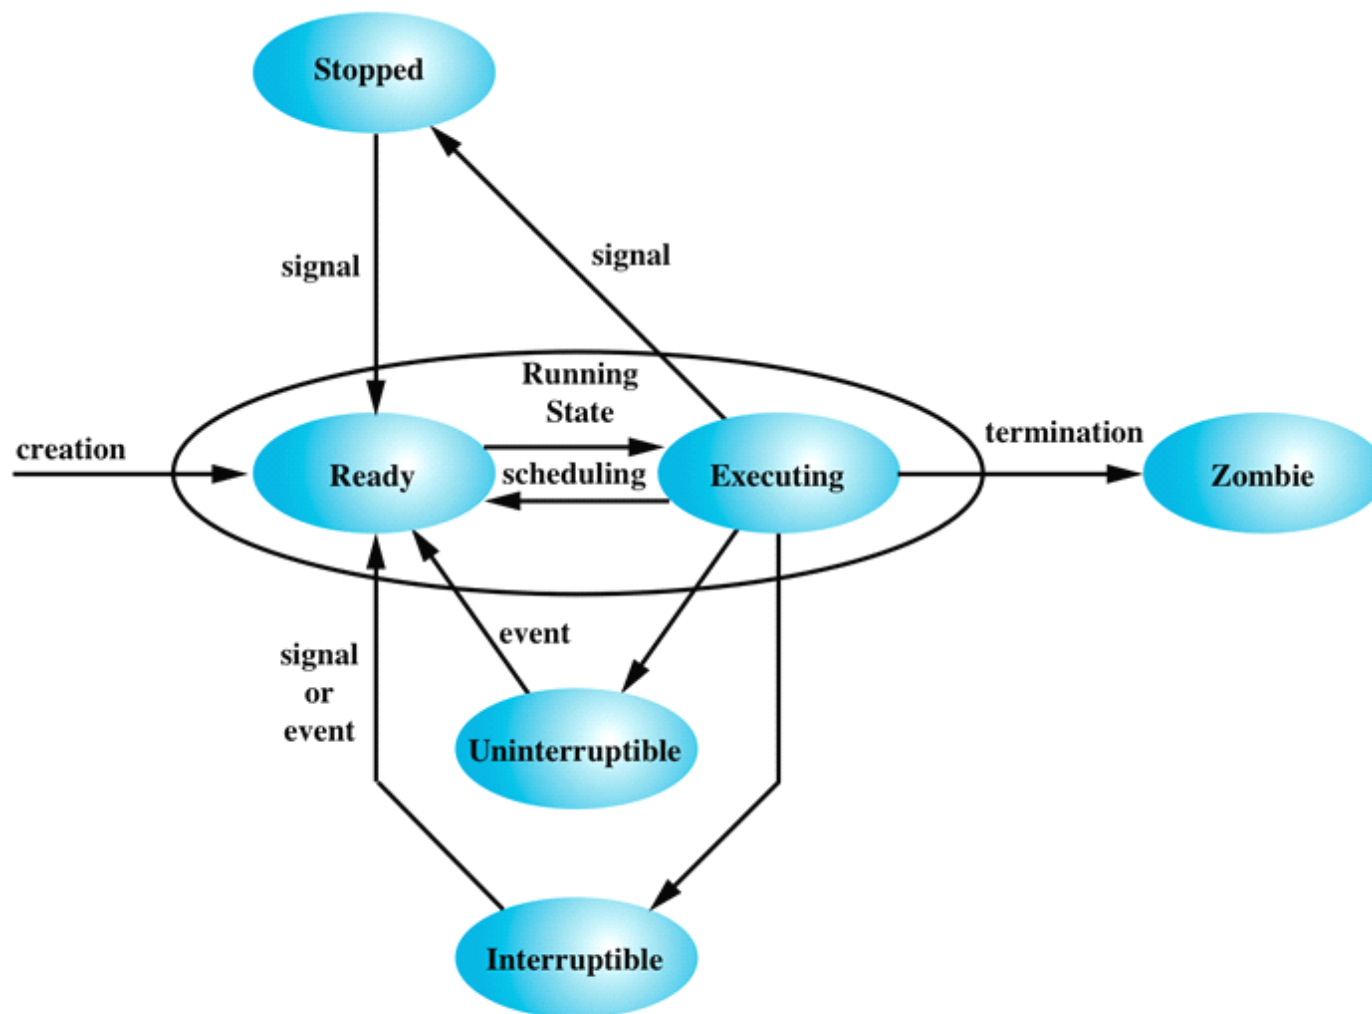 Stopped
signal
signal
Running
State
creation
termination
Ready
scheduling
Executing
Zombie
event
signal
or
event
Uninterruptible
Interruptible